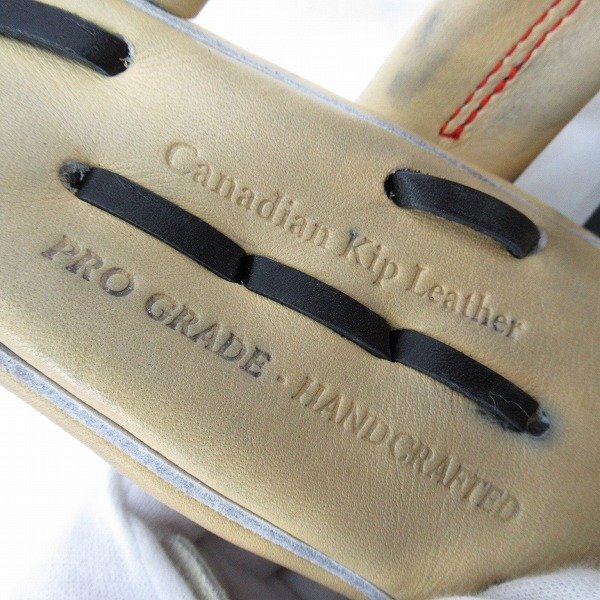 Canadian Kip Leather
PRO GRADE · HANDCRAFTED